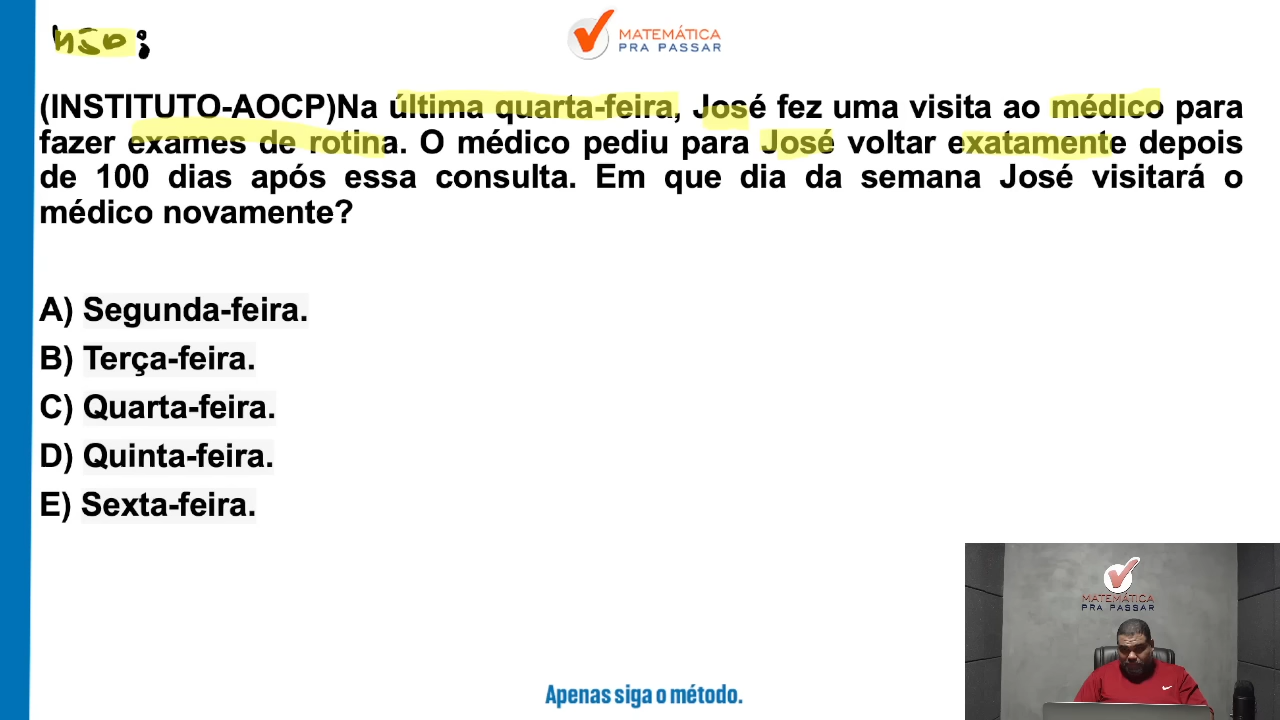 não:
MATEMÁTICA
PRA PASSAR
(INSTITUTO-AOCP)Na última quarta-feira, José fez uma visita ao médico para
fazer exames de rotina. O médico pediu para José voltar exatamente depois
de 100 dias após essa consulta. Em que dia da semana José visitará o
médico novamente?
A) Segunda-feira.
B) Terça-feira.
C) Quarta-feira.
D) Quinta-feira.
E) Sexta-feira.
MATEMÁTICA
PRA PASSAR
Apenas siga o método.